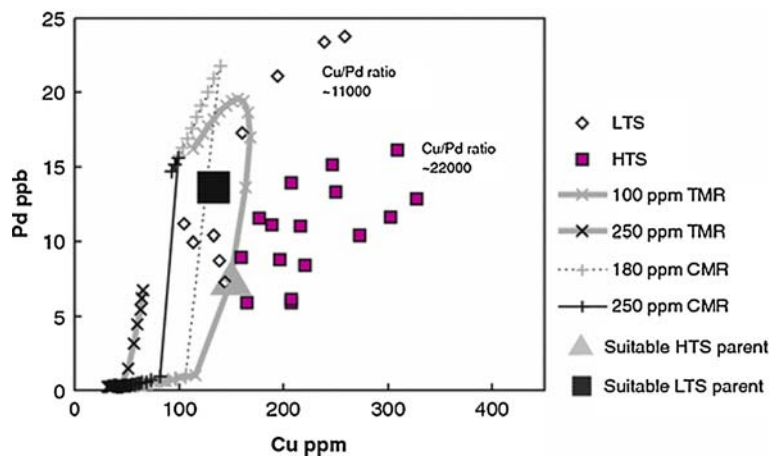 25
20
15
10
5
0
Pd ppb
0 100 200 300 400
Cu ppm
Cu/Pd ratio
~11000
Cu/Pd ratio
~22000
LTS
HTS
100 ppm TMR
250 ppm TMR
180 ppm CMR
250 ppm CMR
Suitable HTS parent
Suitable LTS parent